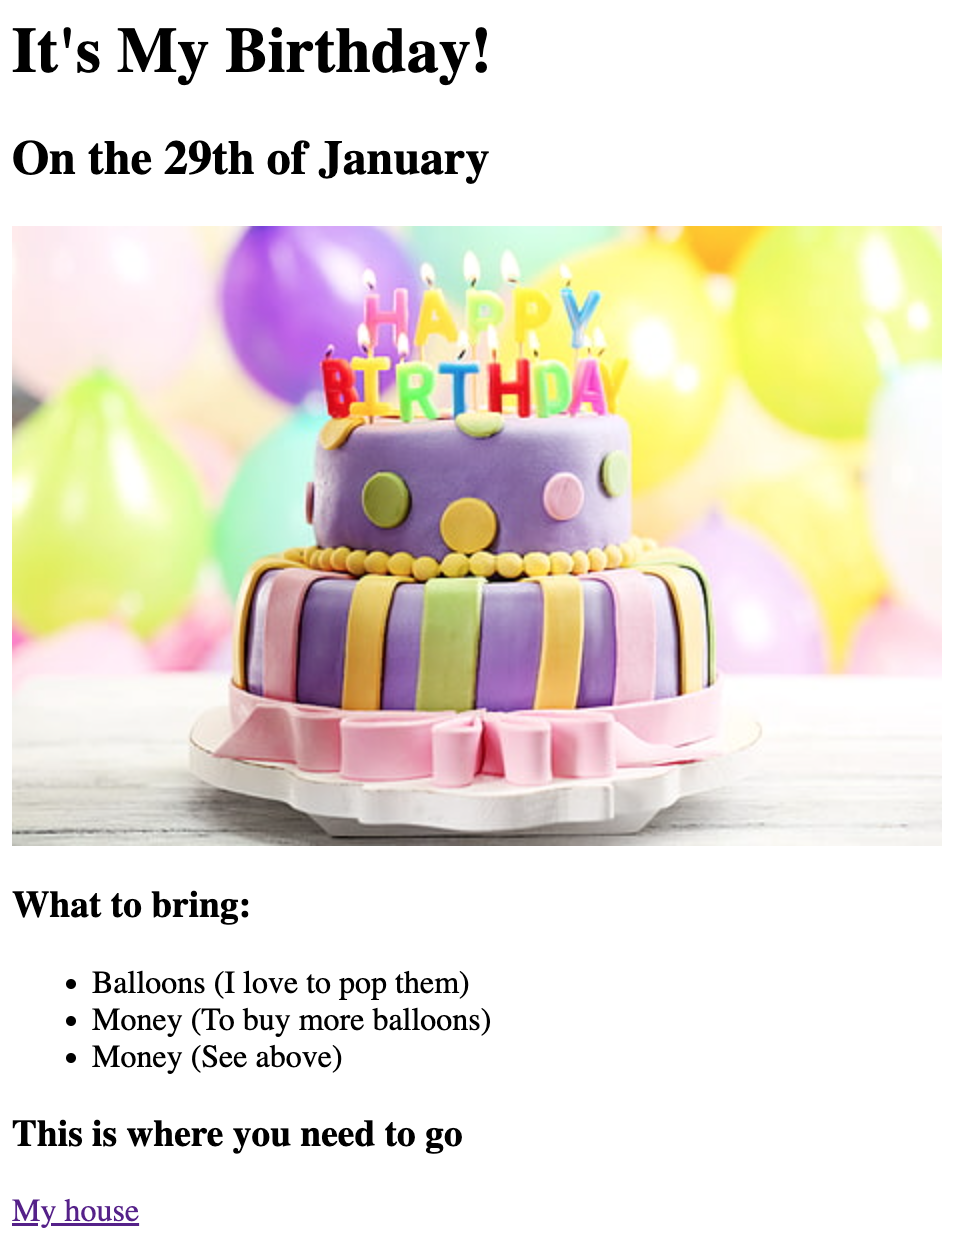 It's My Birthday!
On the 29th of January
HAPPY
BIRTHDAY
What to bring:
Balloons (I love to pop them)
Money (To buy more balloons)
Money (See above)
This is where you need to go
My house